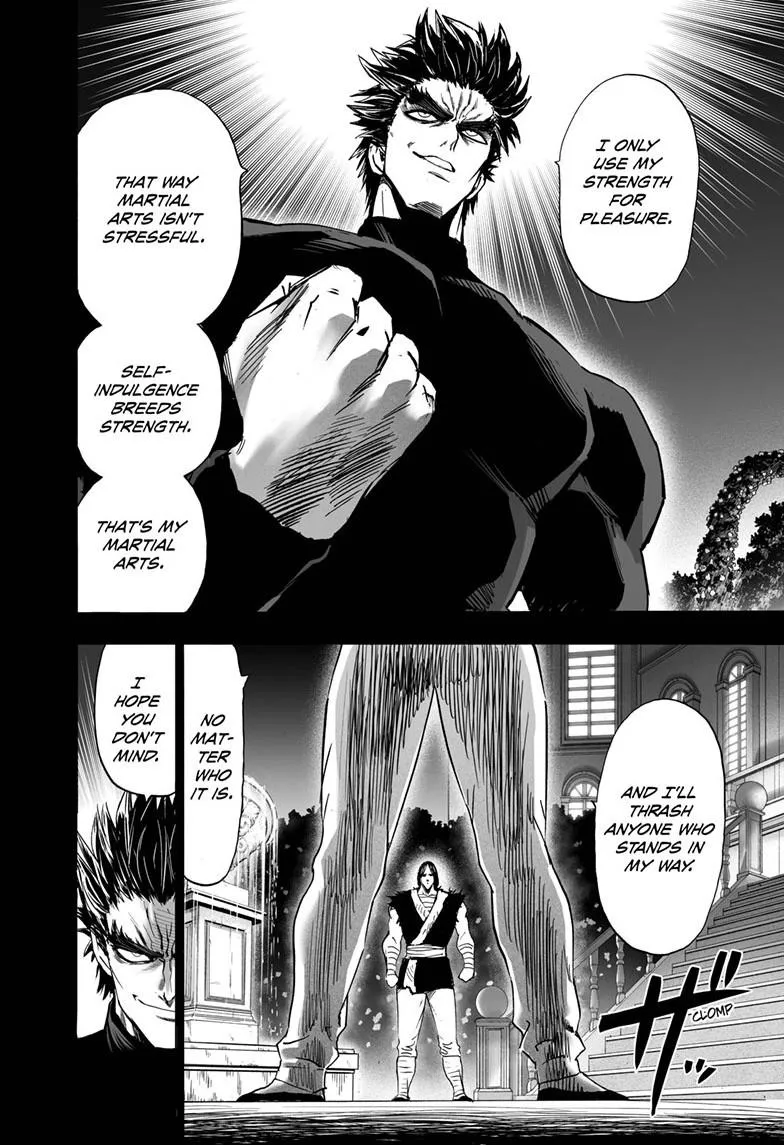 I ONLY
USE MY
STRENGTH
FOR
PLEASURE.
THAT WAY
MARTIAL
ARTS ISN'T
STRESSFUL.
SELF-
INDULGENCE
BREEDS
STRENGTH.
THAT'S MY
MARTIAL
ARTS.
AND I'LL
THRASH
ANYONE WHO
STANDS IN
MY WAY.
ザッ
CLOMP
NO
MAT-
TER
WHO
IT IS.
I
HOPE
YOU
DON'T
MIND.